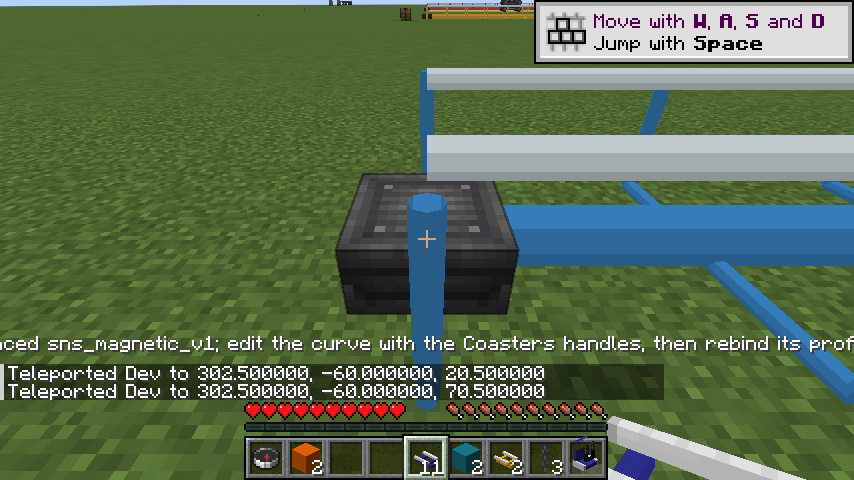 Move with W, A, S and D
Jump with Space
ced sns_magnetic_v1; edit the curve with the Coasters handles, then rebind its prof
Teleported Dev to 302.500000, -60.000000, 20.500000
Teleported Dev to 302.500000, -60.000000, 70.500000
2
11
2
2
3